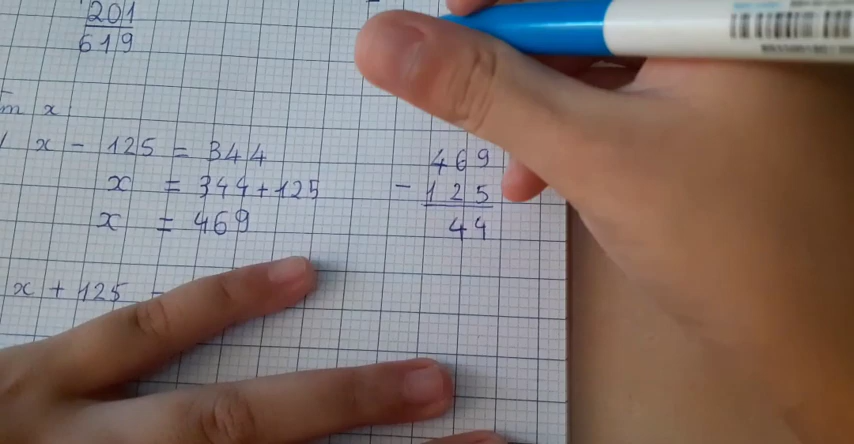 201
619
m x
x - 125 = 344
x = 344 + 125
x = 469
469
- 125
44
x + 125